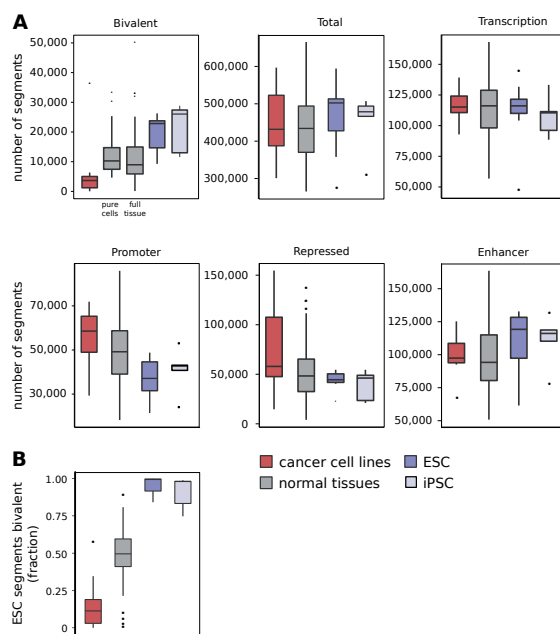 A
Bivalent
Total
Transcription
number of segments
50,000
40,000
30,000
20,000
10,000
0
pure cells
full tissue
600,000
500,000
400,000
300,000
150,000
125,000
100,000
75,000
50,000
Promoter
Repressed
Enhancer
number of segments
70,000
50,000
30,000
150,000
100,000
50,000
0
150,000
125,000
100,000
75,000
50,000
B
ESC segments bivalent
(fraction)
1.00
0.75
0.50
0.25
0
cancer cell lines
ESC
normal tissues
iPSC